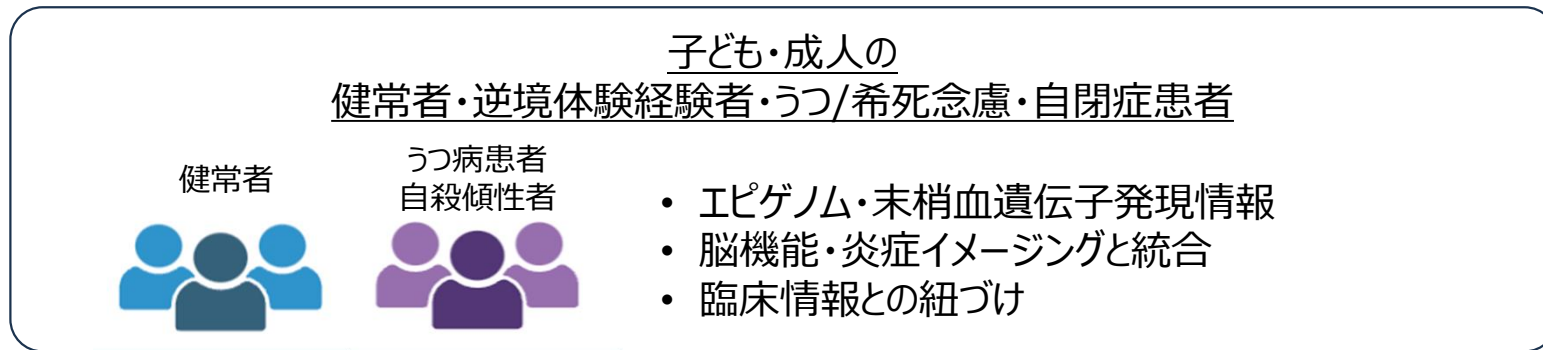 子ども・成人の
健常者・逆境体験経験者・うつ/希死念慮・自閉症患者
健常者
うつ病患者
自殺傾性者
• エピゲノム・末梢血遺伝子発現情報
• 脳機能・炎症イメージングと統合
• 臨床情報との紐づけ